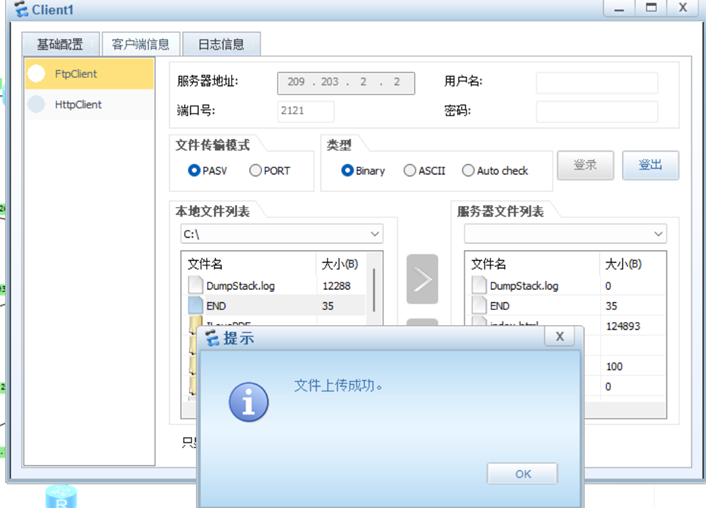 Client1
基础配置 客户端信息 日志信息
FtpClient
HttpClient
服务器地址: 209 . 203 . 2 . 2 用户名:
端口号: 2121 密码:
文件传输模式 类型
PASV PORT Binary ASCII Auto check 登录 登出
本地文件列表 服务器文件列表
C:\
文件名 大小(B) 文件名 大小(B)
DumpStack.log 12288 DumpStack.log 0
END 35 END 35
124893
提示 X
文件上传成功。
100
0
OK
R